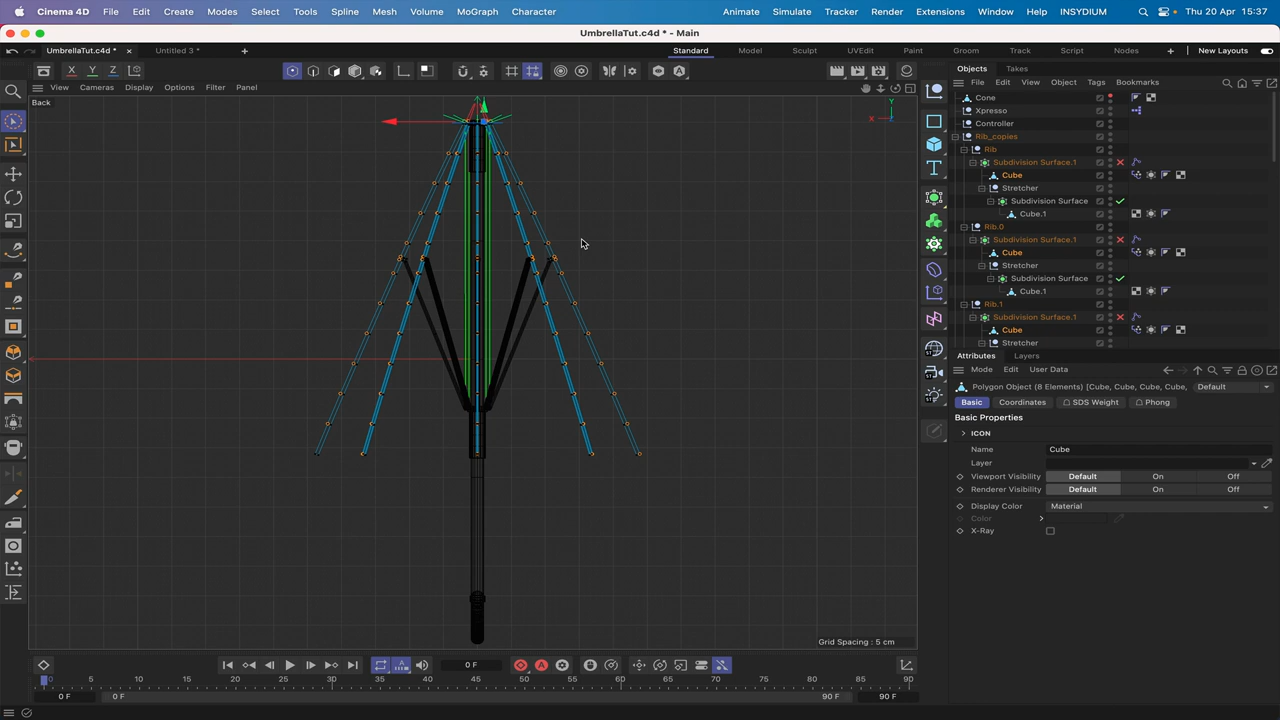 Cinema 4D File Edit Create Modes Select Tools Spline Mesh Volume MoGraph Character Animate Simulate Tracker Render Extensions Window Help INSYDIUM Thu 20 Apr 15:37
UmbrellaTut.c4d * - Main
UmbrellaTut.c4d * Untitled 3 * Standard Model Sculpt UVEdit Paint Groom Track Script Nodes New Layouts
X Y Z Objects Takes
View Cameras Display Options Filter Panel File Edit View Object Tags Bookmarks
Back
Cone
Xpresso
Controller
Rib_copies
Rib
Subdivision Surface.1
Cube
Stretcher
Subdivision Surface
Cube.1
Rib.0
Subdivision Surface.1
Cube
Stretcher
Subdivision Surface
Cube.1
Rib.1
Subdivision Surface.1
Cube
Stretcher
Y
X
Attributes Layers
Mode Edit User Data
Polygon Object (8 Elements) [Cube, Cube, Cube, Cube, Default
Basic Coordinates SDS Weight Phong
Basic Properties
ICON
Name Cube
Layer
Viewport Visibility Default On Off
Renderer Visibility Default On Off
Display Color Material
Color
X-Ray
Grid Spacing : 5 cm
0 F
0 5 10 15 20 25 30 35 40 45 50 55 60 65 70 75 80 85 90
0 F 0 F 90 F 90 F